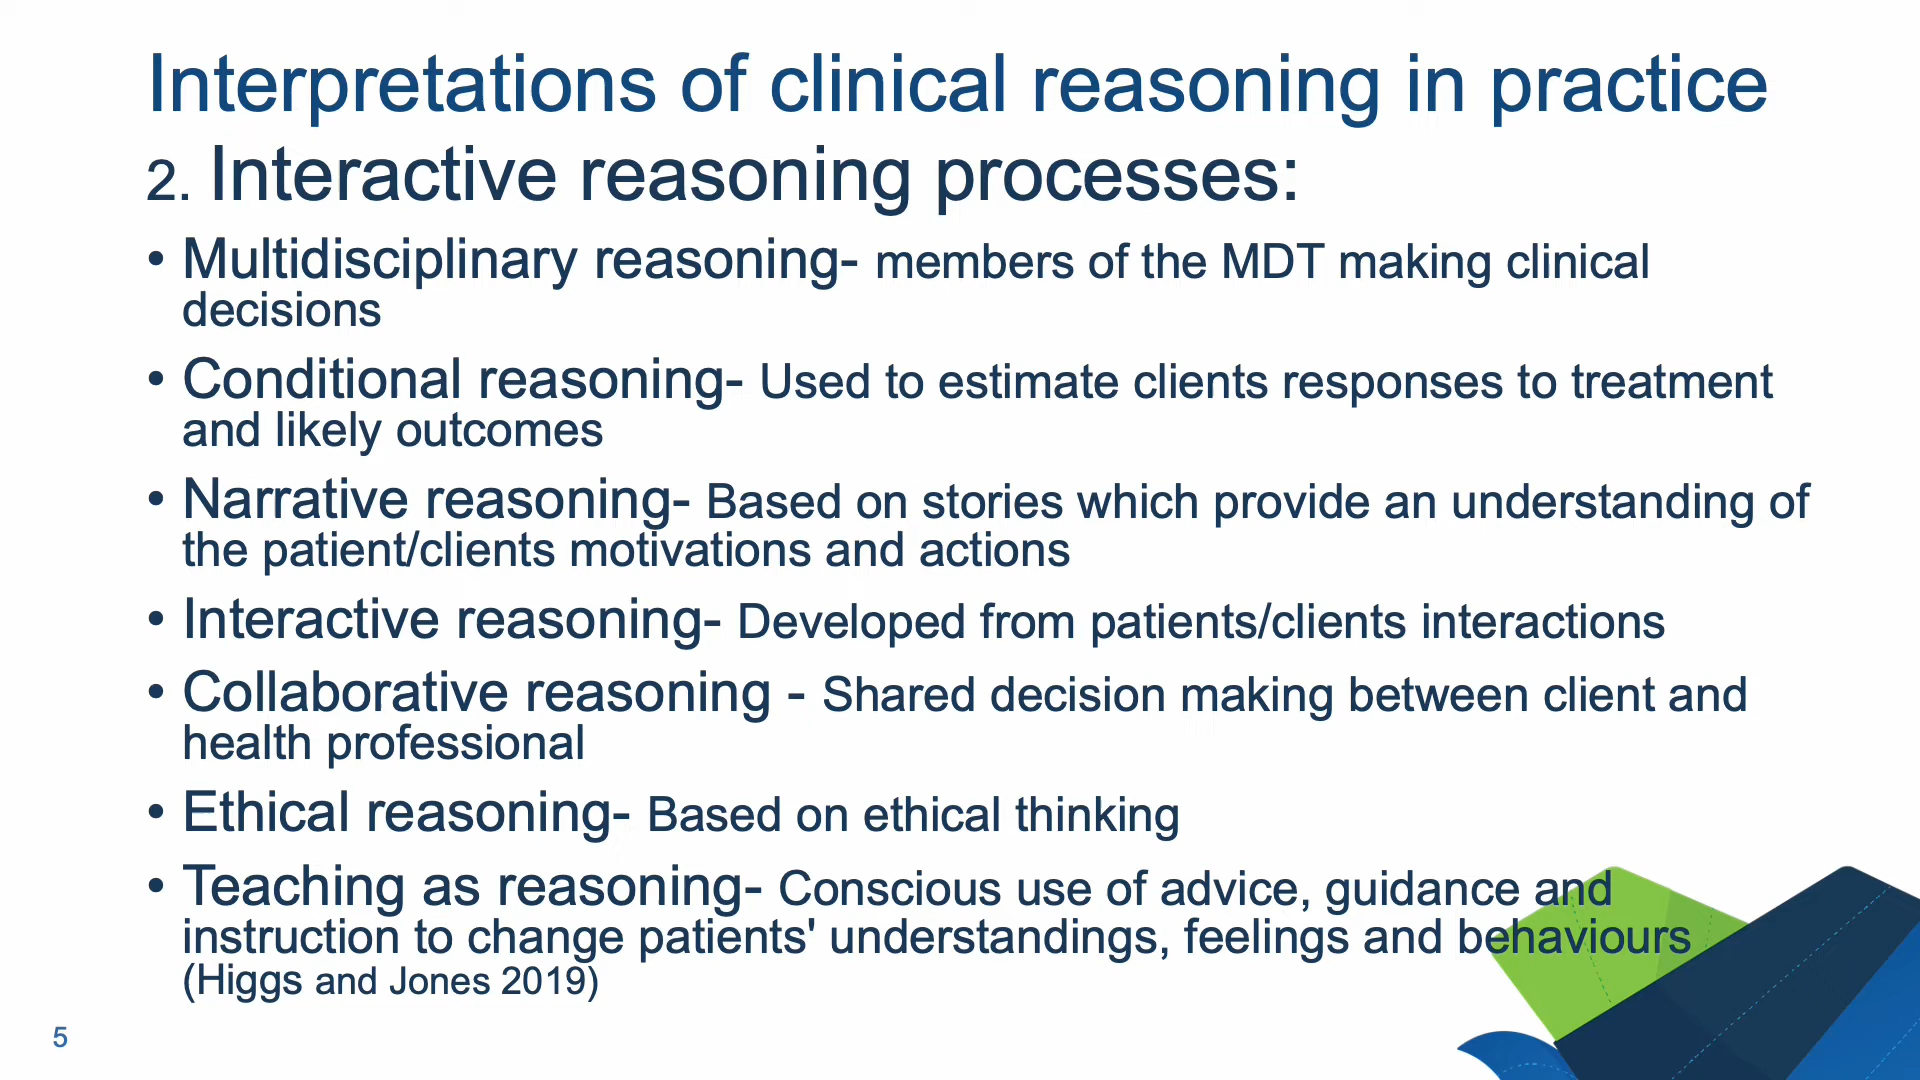 Interpretations of clinical reasoning in practice
2. Interactive reasoning processes:
• Multidisciplinary reasoning- members of the MDT making clinical
decisions
• Conditional reasoning- Used to estimate clients responses to treatment
and likely outcomes
• Narrative reasoning- Based on stories which provide an understanding of
the patient/clients motivations and actions
• Interactive reasoning- Developed from patients/clients interactions
• Collaborative reasoning - Shared decision making between client and
health professional
• Ethical reasoning- Based on ethical thinking
• Teaching as reasoning- Conscious use of advice, guidance and
instruction to change patients' understandings, feelings and behaviours
(Higgs and Jones 2019)
5